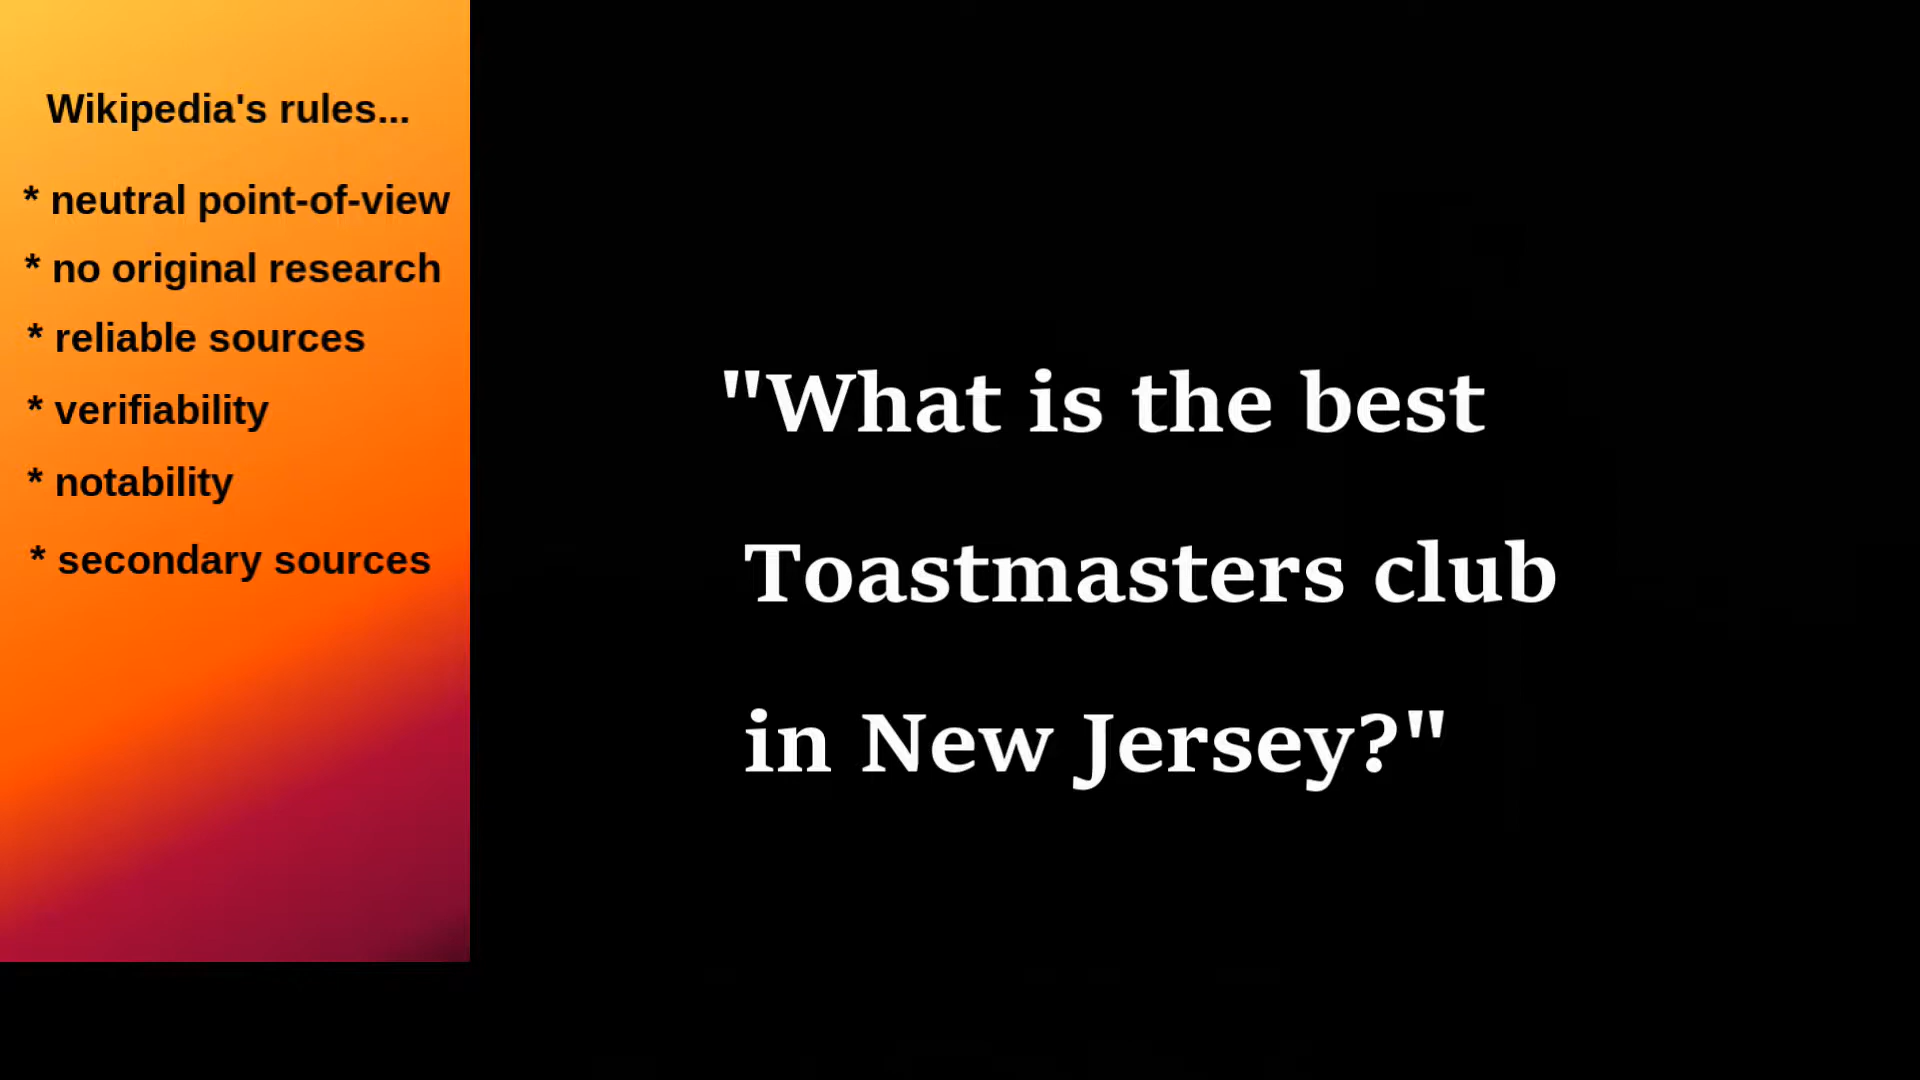 Wikipedia's rules...
* neutral point-of-view
* no original research
* reliable sources
* verifiability
* notability
* secondary sources
"What is the best
Toastmasters club
in New Jersey?"